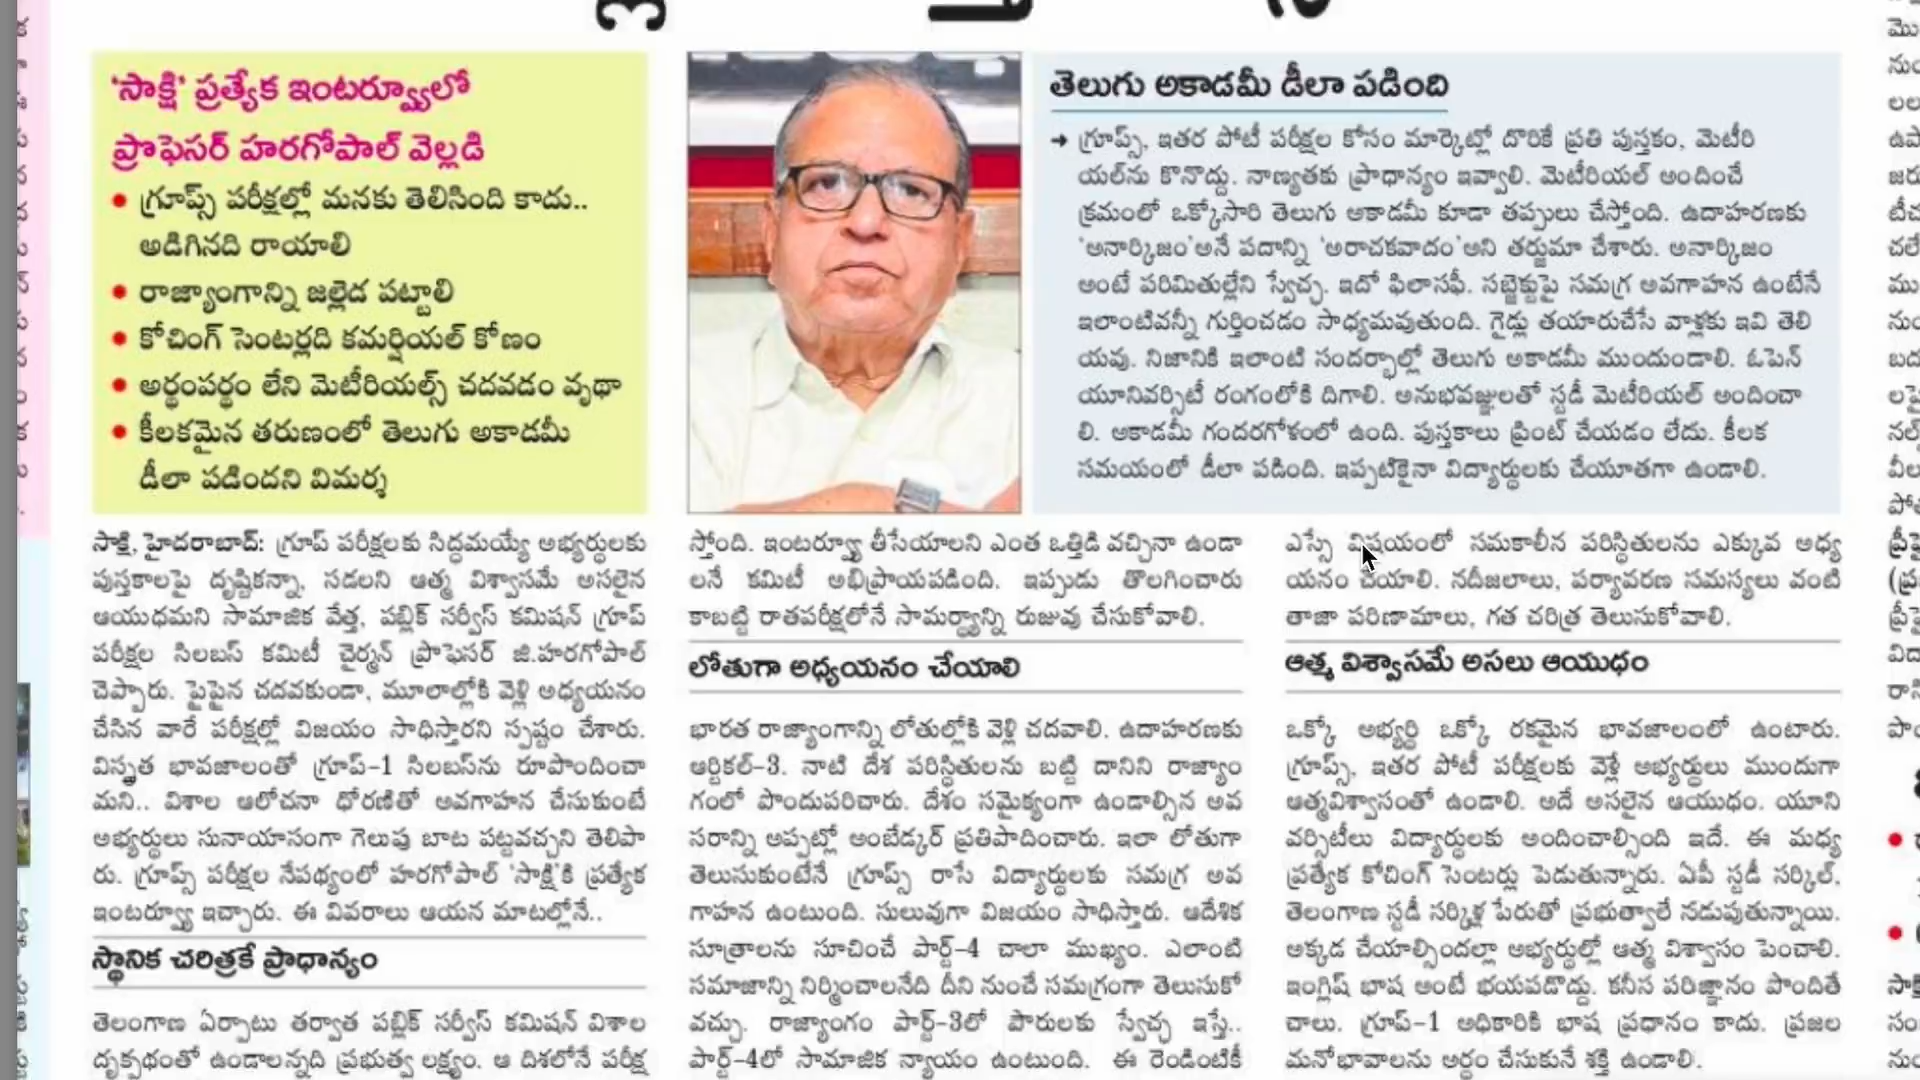 'సాక్షి' ప్రత్యేక ఇంటర్వ్యూలో
ప్రొఫెసర్ హరగోపాల్ వెల్లడి
• గ్రూప్స్ పరీక్షల్లో మనకు తెలిసింది కాదు..
అడిగినది రాయాలి
• రాజ్యాంగాన్ని జల్లెడ పట్టాలి
• కోచింగ్ సెంటర్లది కమర్షియల్ కోణం
• అర్థంపర్థం లేని మెటీరియల్స్ చదవడం వృథా
• కీలకమైన తరుణంలో తెలుగు అకాడమీ
డీలా పడిందని విమర్శ
తెలుగు అకాడమీ డీలా పడింది
→ గ్రూప్స్, ఇతర పోటీ పరీక్షల కోసం మార్కెట్లో దొరికే ప్రతి పుస్తకం, మెటీరి
యల్‌ను కొనొద్దు. నాణ్యతకు ప్రాధాన్యం ఇవ్వాలి. మెటీరియల్ అందించే
క్రమంలో ఒక్కోసారి తెలుగు అకాడమీ కూడా తప్పులు చేస్తోంది. ఉదాహరణకు
'అనార్కిజం'అనే పదాన్ని 'అరాచకవాదం'అని తర్జుమా చేశారు. అనార్కిజం
అంటే పరిమితుల్లేని స్వేచ్ఛ. ఇదో ఫిలాసఫీ. సబ్జెక్టుపై సమగ్ర అవగాహన ఉంటేనే
ఇలాంటివన్నీ గుర్తించడం సాధ్యమవుతుంది. గైడ్లు తయారుచేసే వాళ్లకు ఇవి తెలి
యవు. నిజానికి ఇలాంటి సందర్భాల్లో తెలుగు అకాడమీ ముందుండాలి. ఓపెన్
యూనివర్సిటీ రంగంలోకి దిగాలి. అనుభవజ్ఞులతో స్టడీ మెటీరియల్ అందించా
లి. అకాడమీ గందరగోళంలో ఉంది. పుస్తకాలు ప్రింట్ చేయడం లేదు. కీలక
సమయంలో డీలా పడింది. ఇప్పటికైనా విద్యార్థులకు చేయూతగా ఉండాలి.
సాక్షి, హైదరాబాద్: గ్రూప్ పరీక్షలకు సిద్ధమయ్యే అభ్యర్థులకు
పుస్తకాలపై దృష్టికన్నా, సడలని ఆత్మ విశ్వాసమే అసలైన
ఆయుధమని సామాజిక వేత్త, పబ్లిక్ సర్వీస్ కమిషన్ గ్రూప్
పరీక్షల సిలబస్ కమిటీ చైర్మన్ ప్రొఫెసర్ జి.హరగోపాల్
చెప్పారు. పైపైన చదవకుండా, మూలాల్లోకి వెళ్లి అధ్యయనం
చేసిన వారే పరీక్షల్లో విజయం సాధిస్తారని స్పష్టం చేశారు.
విస్తృత భావజాలంతో గ్రూప్-1 సిలబస్‌ను రూపొందించా
మని.. విశాల ఆలోచనా ధోరణితో అవగాహన చేసుకుంటే
అభ్యర్థులు సునాయాసంగా గెలుపు బాట పట్టవచ్చని తెలిపా
రు. గ్రూప్స్ పరీక్షల నేపథ్యంలో హరగోపాల్ 'సాక్షి'కి ప్రత్యేక
ఇంటర్వ్యూ ఇచ్చారు. ఈ వివరాలు ఆయన మాటల్లోనే..
స్థానిక చరిత్రకే ప్రాధాన్యం
తెలంగాణ ఏర్పాటు తర్వాత పబ్లిక్ సర్వీస్ కమిషన్ విశాల
దృక్పథంతో ఉండాలన్నది ప్రభుత్వ లక్ష్యం. ఆ దిశలోనే పరీక్ష
స్తోంది. ఇంటర్వ్యూ తీసేయాలని ఎంత ఒత్తిడి వచ్చినా ఉండా
లనే కమిటీ అభిప్రాయపడింది. ఇప్పుడు తొలగించారు
కాబట్టి రాతపరీక్షలోనే సామర్థ్యాన్ని రుజువు చేసుకోవాలి.
లోతుగా అధ్యయనం చేయాలి
భారత రాజ్యాంగాన్ని లోతుల్లోకి వెళ్లి చదవాలి. ఉదాహరణకు
ఆర్టికల్-3. నాటి దేశ పరిస్థితులను బట్టి దానిని రాజ్యాం
గంలో పొందుపరిచారు. దేశం సమైక్యంగా ఉండాల్సిన అవ
సరాన్ని అప్పట్లో అంబేడ్కర్ ప్రతిపాదించారు. ఇలా లోతుగా
తెలుసుకుంటేనే గ్రూప్స్ రాసే విద్యార్థులకు సమగ్ర అవ
గాహన ఉంటుంది. సులువుగా విజయం సాధిస్తారు. ఆదేశిక
సూత్రాలను సూచించే పార్ట్-4 చాలా ముఖ్యం. ఎలాంటి
సమాజాన్ని నిర్మించాలనేది దీని నుంచే సమగ్రంగా తెలుసుకో
వచ్చు. రాజ్యాంగం పార్ట్-3లో పౌరులకు స్వేచ్ఛ ఇస్తే..
పార్ట్-4లో సామాజిక న్యాయం ఉంటుంది. ఈ రెండింటికీ
ఎస్సే విషయంలో సమకాలీన పరిస్థితులను ఎక్కువ అధ్య
యనం చేయాలి. నదీజలాలు, పర్యావరణ సమస్యలు వంటి
తాజా పరిణామాలు, గత చరిత్ర తెలుసుకోవాలి.
ఆత్మ విశ్వాసమే అసలు ఆయుధం
ఒక్కో అభ్యర్థి ఒక్కో రకమైన భావజాలంలో ఉంటారు.
గ్రూప్స్, ఇతర పోటీ పరీక్షలకు వెళ్లే అభ్యర్థులు ముందుగా
ఆత్మవిశ్వాసంతో ఉండాలి. అదే అసలైన ఆయుధం. యూని
వర్సిటీలు విద్యార్థులకు అందించాల్సింది ఇదే. ఈ మధ్య
ప్రత్యేక కోచింగ్ సెంటర్లు పెడుతున్నారు. ఏపీ స్టడీ సర్కిల్,
తెలంగాణ స్టడీ సర్కిళ్ల పేరుతో ప్రభుత్వాలే నడుపుతున్నాయి.
అక్కడ చేయాల్సిందల్లా అభ్యర్థుల్లో ఆత్మ విశ్వాసం పెంచాలి.
ఇంగ్లిష్ భాష అంటే భయపడొద్దు. కనీస పరిజ్ఞానం పొందితే
చాలు. గ్రూప్-1 అధికారికి భాష ప్రధానం కాదు. ప్రజల
మనోభావాలను అర్థం చేసుకునే శక్తి ఉండాలి.